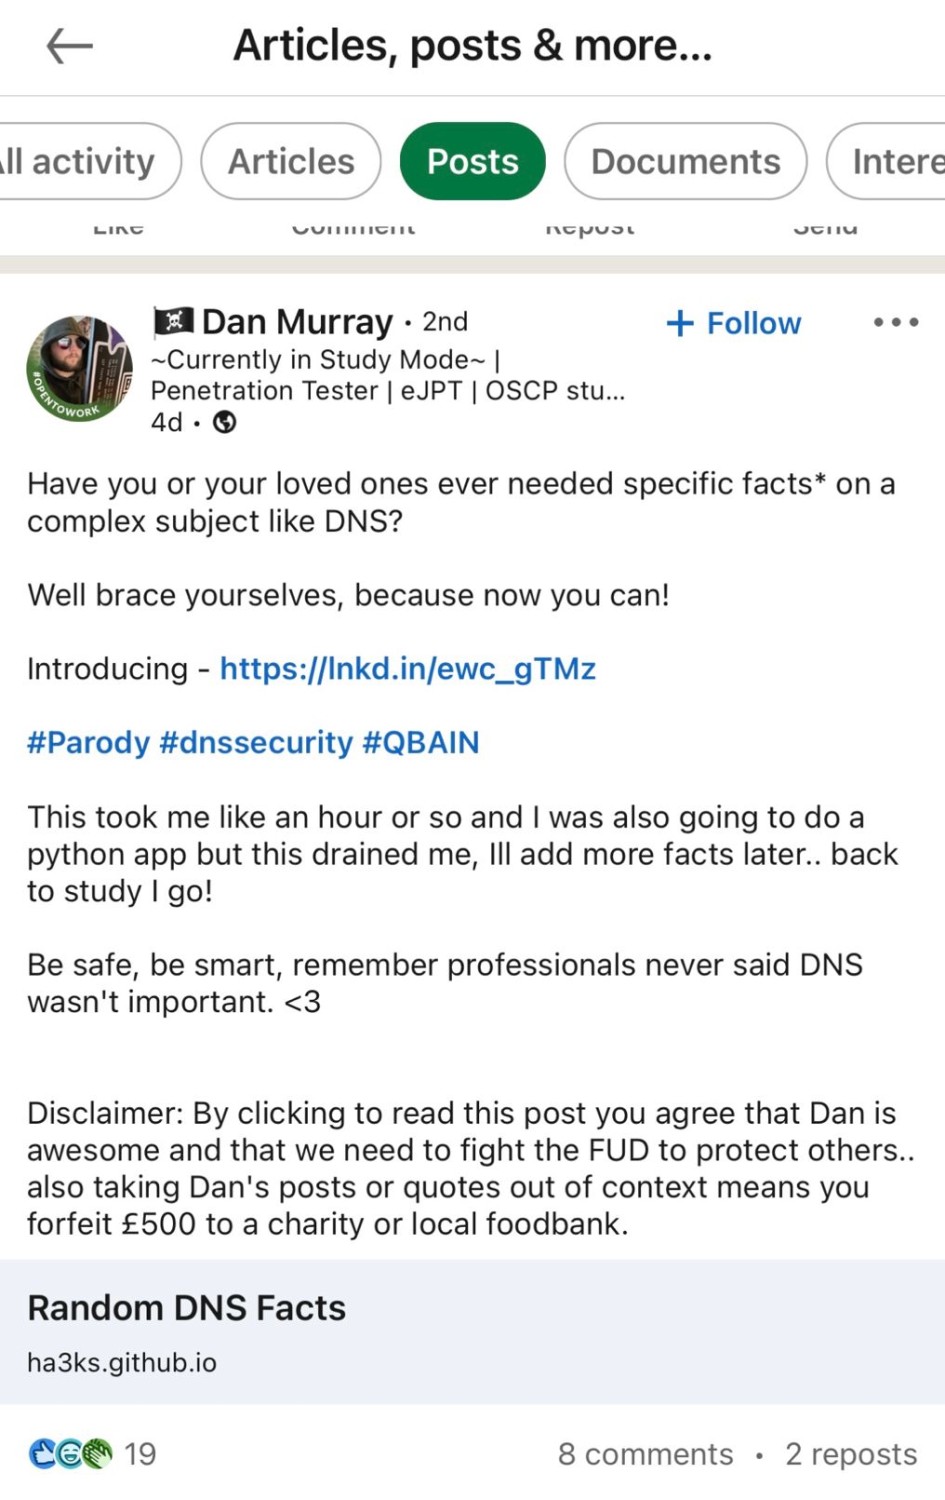 Articles, posts & more...
ll activity
Articles
Posts
Documents
Intere
Like
Comment
Repost
Send
Dan Murray · 2nd
+ Follow
~Currently in Study Mode~ |
Penetration Tester | eJPT | OSCP stu...
4d ·
#OPENTOWORK
Have you or your loved ones ever needed specific facts* on a
complex subject like DNS?
Well brace yourselves, because now you can!
Introducing - https://lnkd.in/ewc_gTMz
#Parody #dnssecurity #QBAIN
This took me like an hour or so and I was also going to do a
python app but this drained me, Ill add more facts later.. back
to study I go!
Be safe, be smart, remember professionals never said DNS
wasn't important. <3
Disclaimer: By clicking to read this post you agree that Dan is
awesome and that we need to fight the FUD to protect others..
also taking Dan's posts or quotes out of context means you
forfeit £500 to a charity or local foodbank.
Random DNS Facts
ha3ks.github.io
19
8 comments · 2 reposts